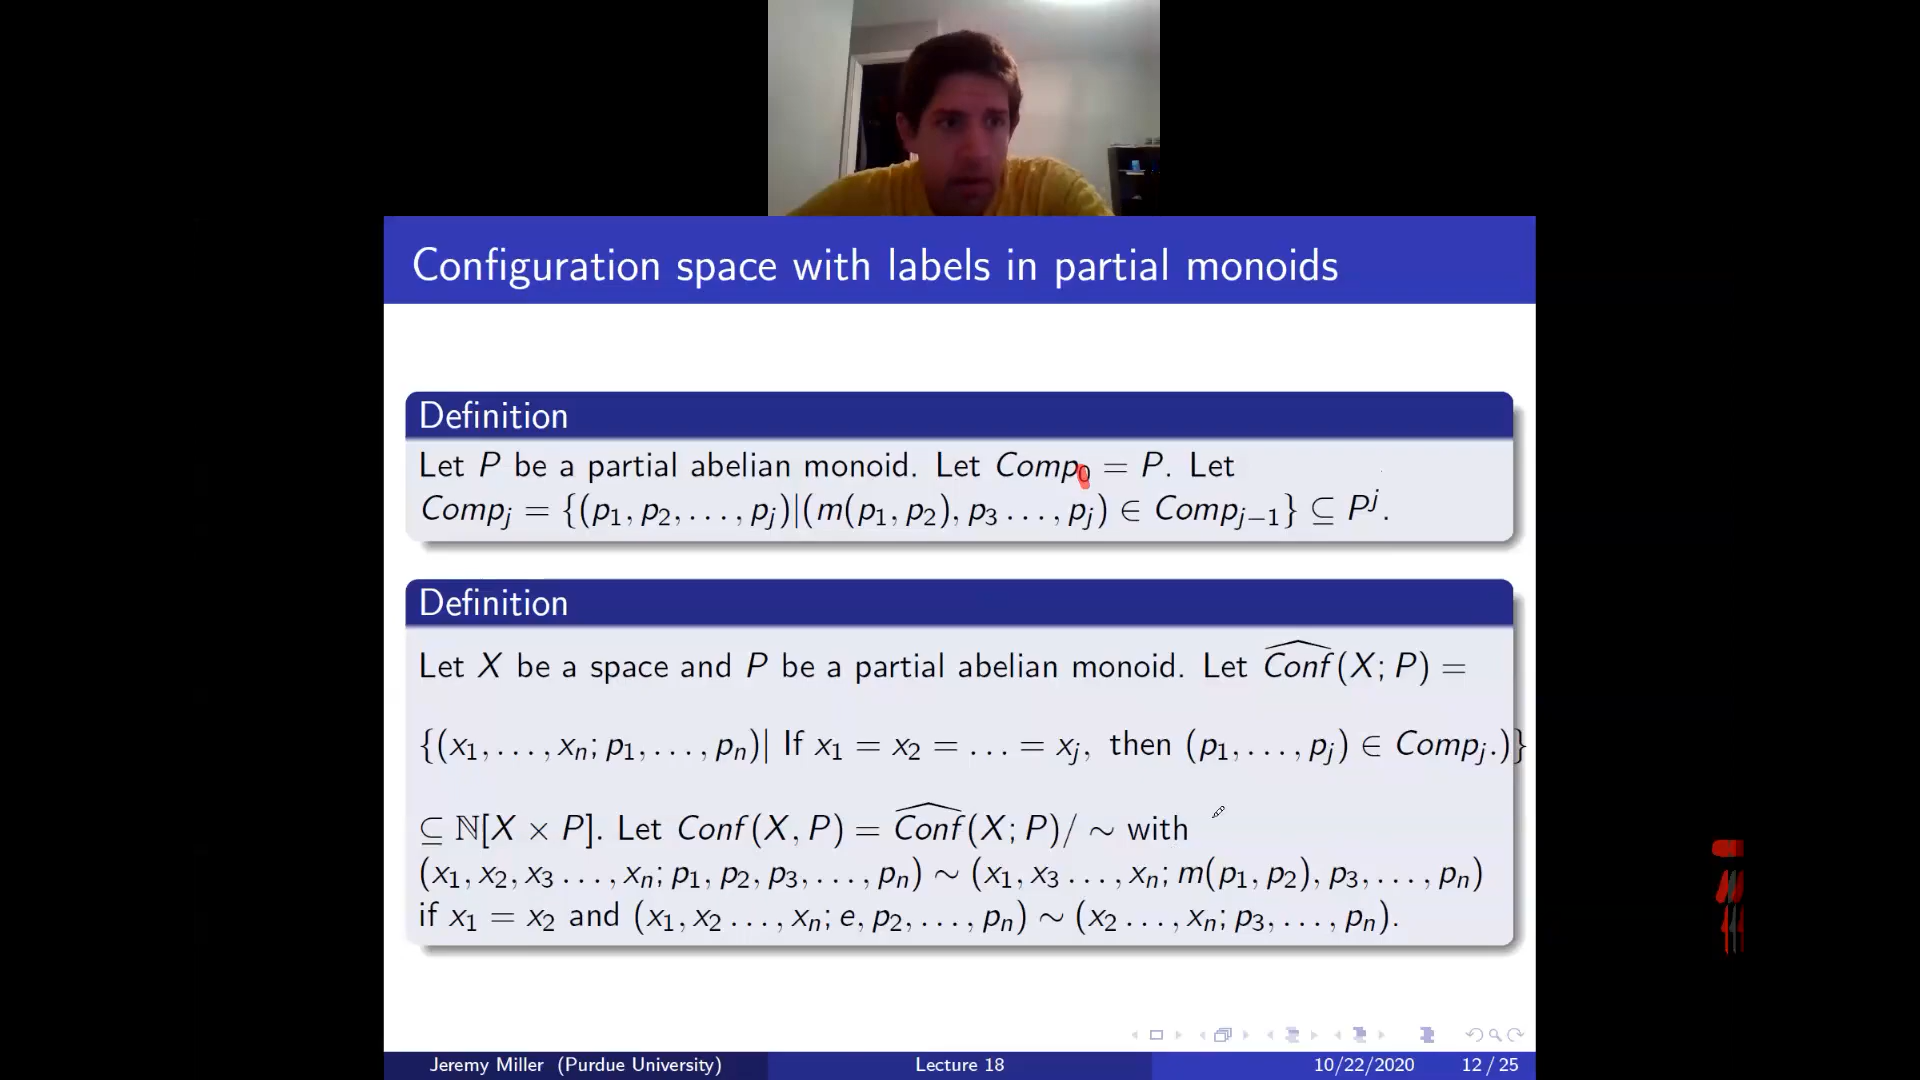 Configuration space with labels in partial monoids
Definition
Let P be a partial abelian monoid. Let Comp₀ = P. Let
Compⱼ = {(p₁, p₂, . . . , pⱼ)|(m(p₁, p₂), p₃ . . . , pⱼ) ∈ Compⱼ₋₁} ⊆ Pʲ.
Definition
Let X be a space and P be a partial abelian monoid. Let \widehat{Conf}(X; P) =
{(x₁, . . . , xₙ; p₁, . . . , pₙ)| If x₁ = x₂ = . . . = xⱼ, then (p₁, . . . , pⱼ) ∈ Compⱼ.)}
⊆ ℕ[X × P]. Let Conf(X, P) = \widehat{Conf}(X; P)/ ∼ with
(x₁, x₂, x₃ . . . , xₙ; p₁, p₂, p₃, . . . , pₙ) ∼ (x₁, x₃ . . . , xₙ; m(p₁, p₂), p₃, . . . , pₙ)
if x₁ = x₂ and (x₁, x₂ . . . , xₙ; e, p₂, . . . , pₙ) ∼ (x₂ . . . , xₙ; p₃, . . . , pₙ).
Jeremy Miller (Purdue University) Lecture 18 10/22/2020 12 / 25